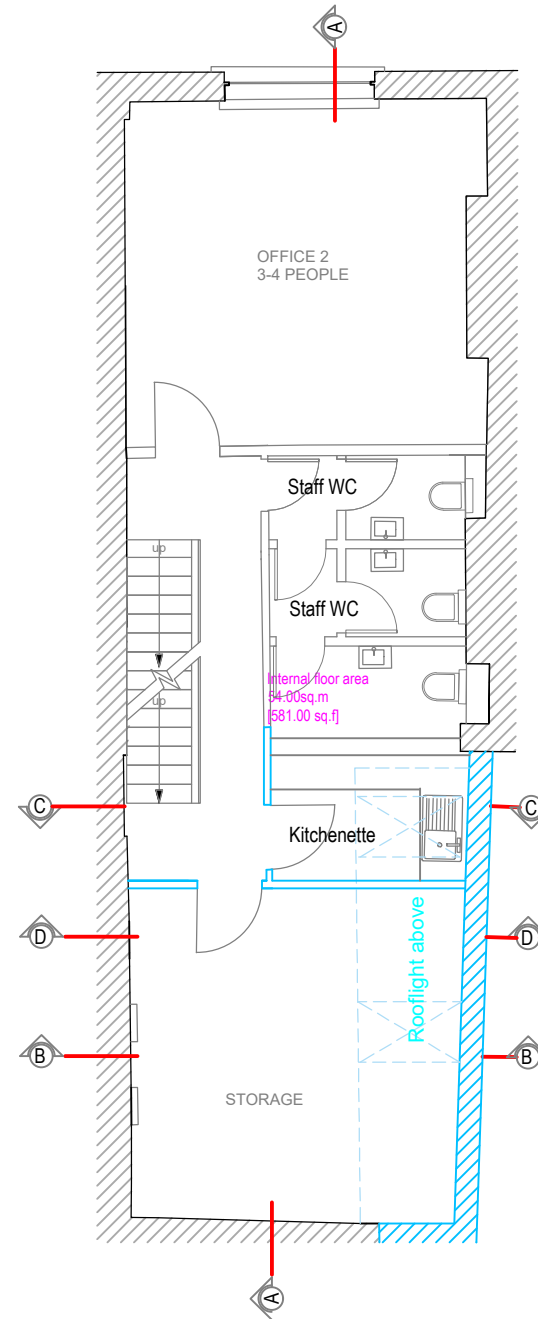 A
OFFICE 2
3-4 PEOPLE
Staff WC
up
Staff WC
Internal floor area
54.00sq.m
[581.00 sq.f]
up
C
C
Kitchenette
D
D
Rooflight above
B
B
STORAGE
A